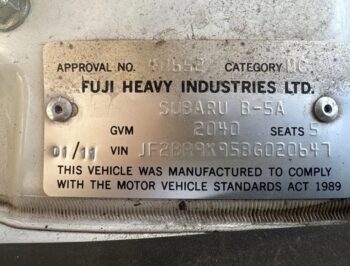 APPROVAL NO. CATEGORY
FUJI HEAVY INDUSTRIES LTD.
SUBARU B-5A
GVM 2040 SEATS 5
01/11 VIN
THIS VEHICLE WAS MANUFACTURED TO COMPLY
WITH THE MOTOR VEHICLE STANDARDS ACT 1989